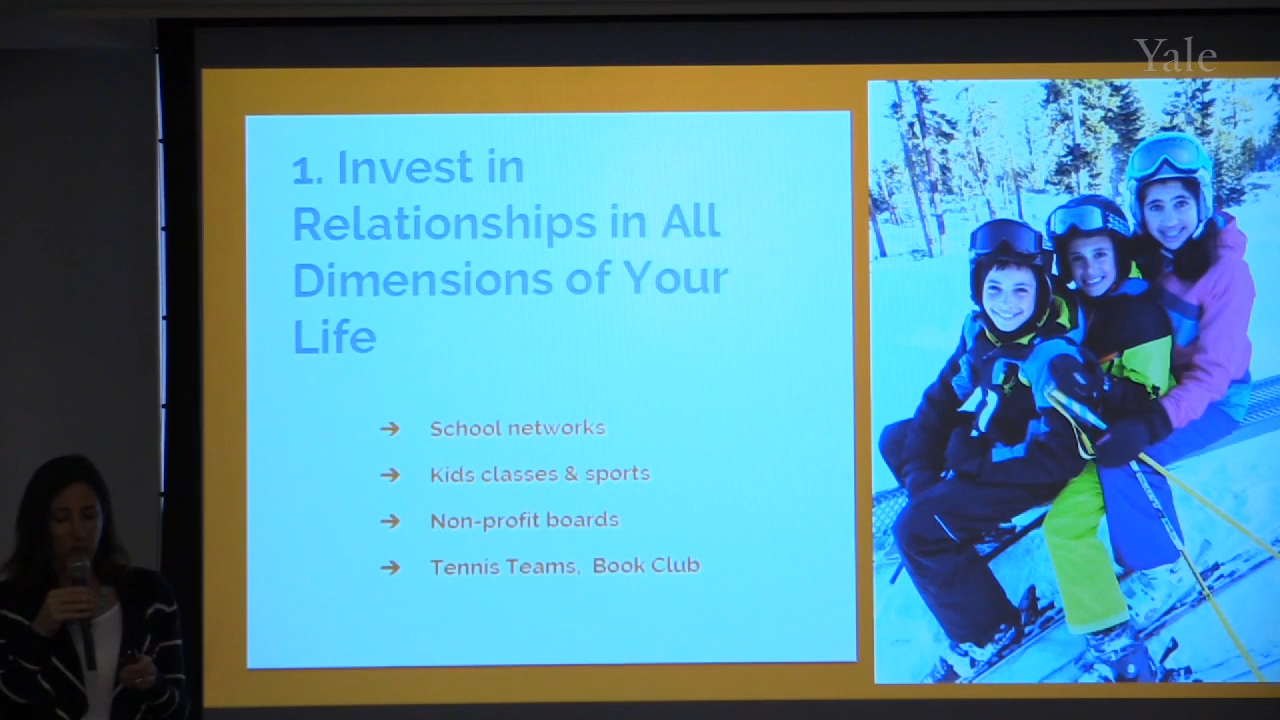 Yale
1. Invest in
Relationships in All
Dimensions of Your
Life
➔ School networks
➔ Kids classes & sports
➔ Non-profit boards
➔ Tennis Teams, Book Club